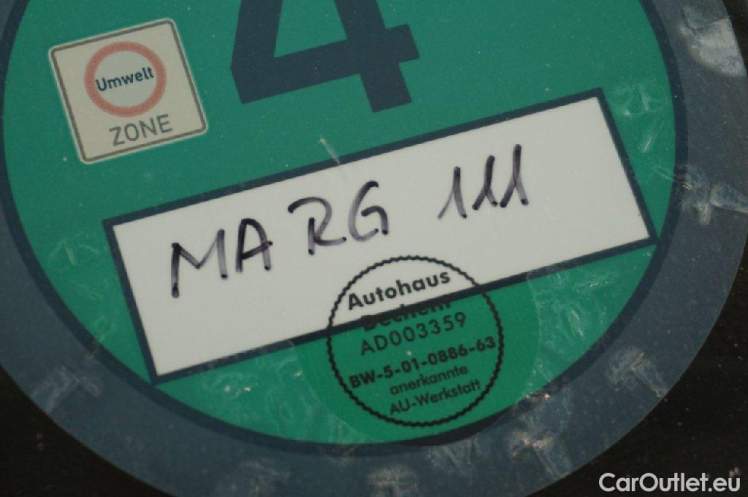 4
Umwelt
ZONE
MA RG 111
Autohaus
AD003359
BW-5-01-0886-63
anerkannte
AU-Werkstatt
CarOutlet.eu